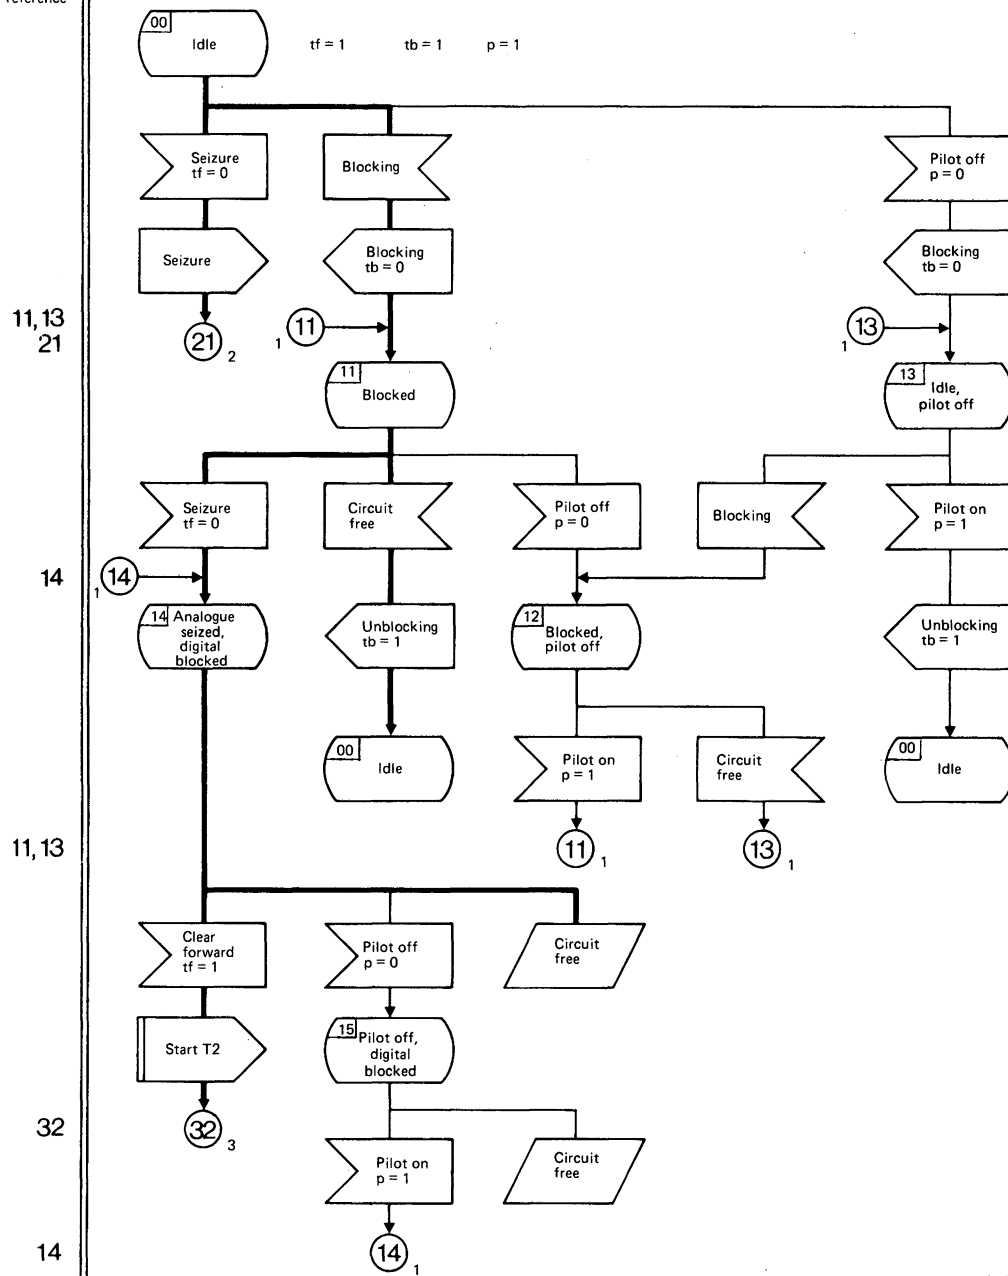 reference
00
Idle
tf = 1 tb = 1 p = 1
Seizure
tf = 0
Blocking
Pilot off
p = 0
Seizure
Blocking
tb = 0
Blocking
tb = 0
11, 13
21
21
2
11
1
13
1
11
Blocked
13
Idle,
pilot off
Seizure
tf = 0
Circuit
free
Pilot off
p = 0
Blocking
Pilot on
p = 1
14
14
1
14
Analogue
seized,
digital
blocked
Unblocking
tb = 1
12
Blocked,
pilot off
Unblocking
tb = 1
00
Idle
Pilot on
p = 1
Circuit
free
00
Idle
11, 13
11
1
13
1
Clear
forward
tf = 1
Pilot off
p = 0
Circuit
free
Start T2
15
Pilot off,
digital
blocked
32
32
3
Pilot on
p = 1
Circuit
free
14
14
1